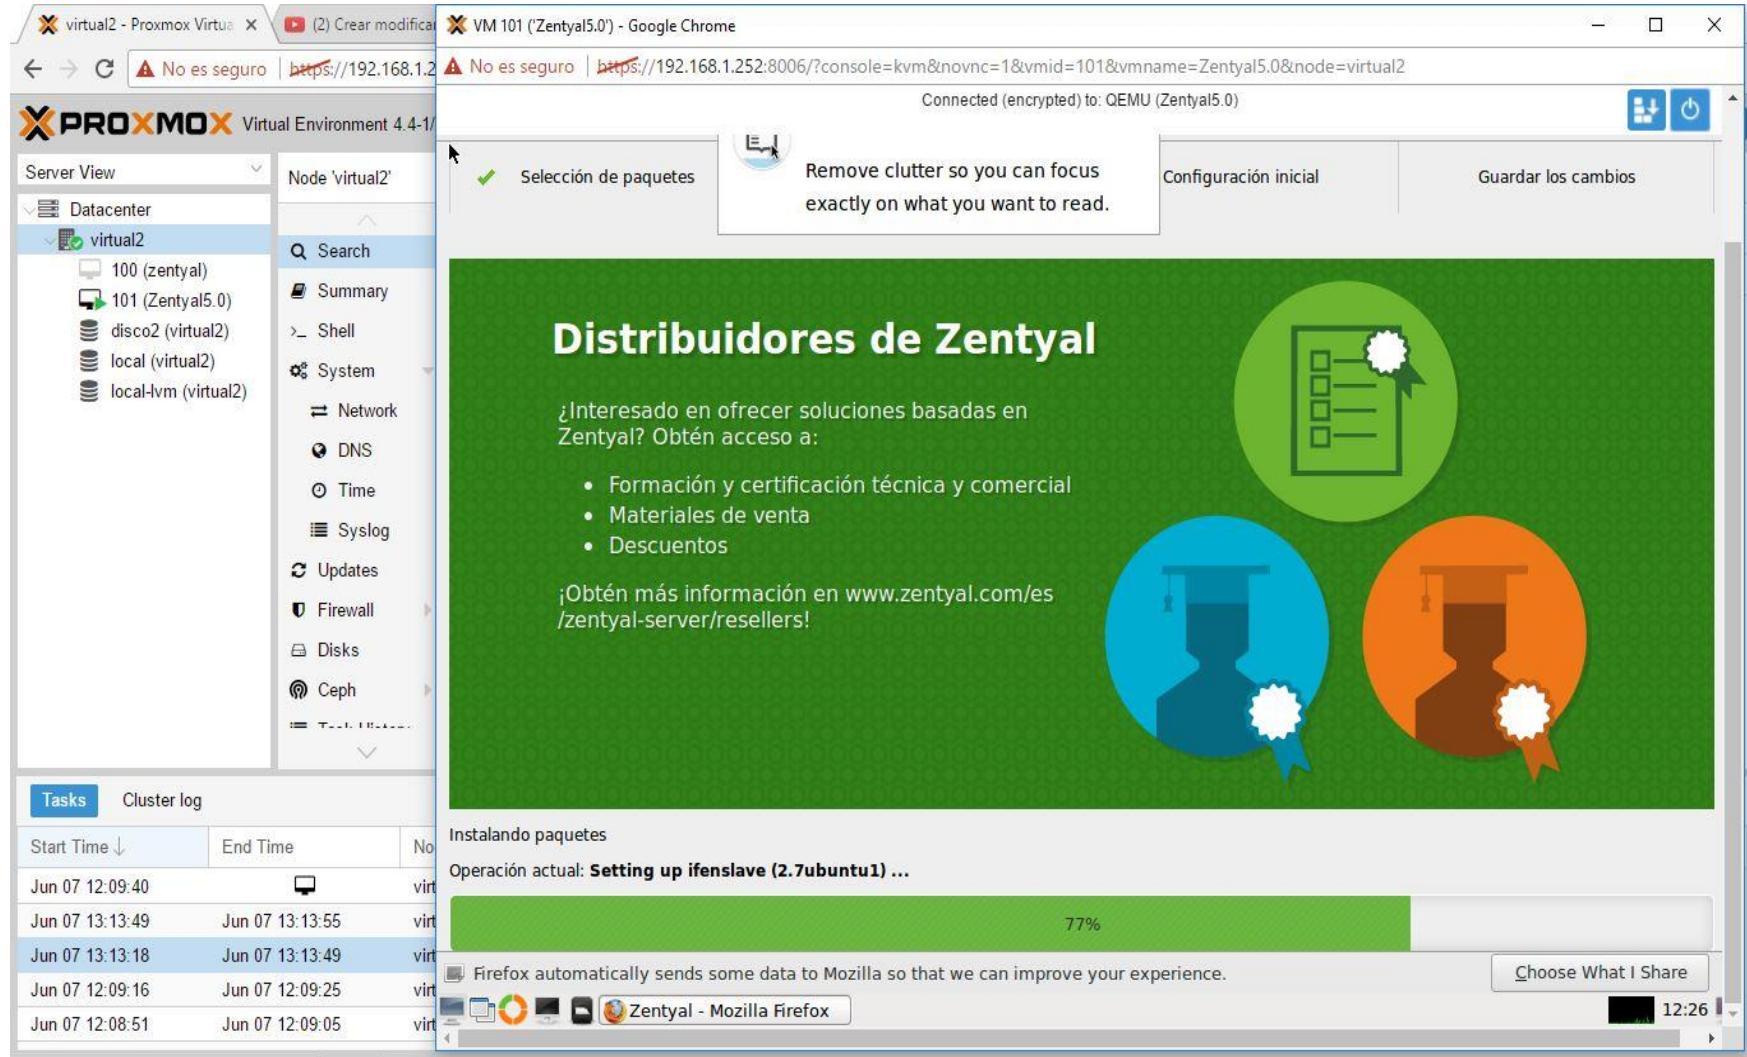 virtual2 - Proxmox Virtua
(2) Crear modificar
No es seguro https://192.168.1.2
PROXMOX Virtual Environment 4.4-1/
Server View
Datacenter
virtual2
100 (zentyal)
101 (Zentyal5.0)
disco2 (virtual2)
local (virtual2)
local-lvm (virtual2)
Node 'virtual2'
Search
Summary
Shell
System
Network
DNS
Time
Syslog
Updates
Firewall
Disks
Ceph
Task History
Tasks Cluster log
Start Time End Time No
Jun 07 12:09:40 virt
Jun 07 13:13:49 Jun 07 13:13:55 virt
Jun 07 13:13:18 Jun 07 13:13:49 virt
Jun 07 12:09:16 Jun 07 12:09:25 virt
Jun 07 12:08:51 Jun 07 12:09:05 virt
VM 101 ('Zentyal5.0') - Google Chrome
No es seguro https://192.168.1.252:8006/?console=kvm&novnc=1&vmid=101&vmname=Zentyal5.0&node=virtual2
Connected (encrypted) to: QEMU (Zentyal5.0)
Selección de paquetes
Remove clutter so you can focus
exactly on what you want to read.
Configuración inicial
Guardar los cambios
Distribuidores de Zentyal
¿Interesado en ofrecer soluciones basadas en
Zentyal? Obtén acceso a:
• Formación y certificación técnica y comercial
• Materiales de venta
• Descuentos
¡Obtén más información en www.zentyal.com/es
/zentyal-server/resellers!
Instalando paquetes
Operación actual: Setting up ifenslave (2.7ubuntu1) ...
77%
Firefox automatically sends some data to Mozilla so that we can improve your experience.
Choose What I Share
Zentyal - Mozilla Firefox
12:26